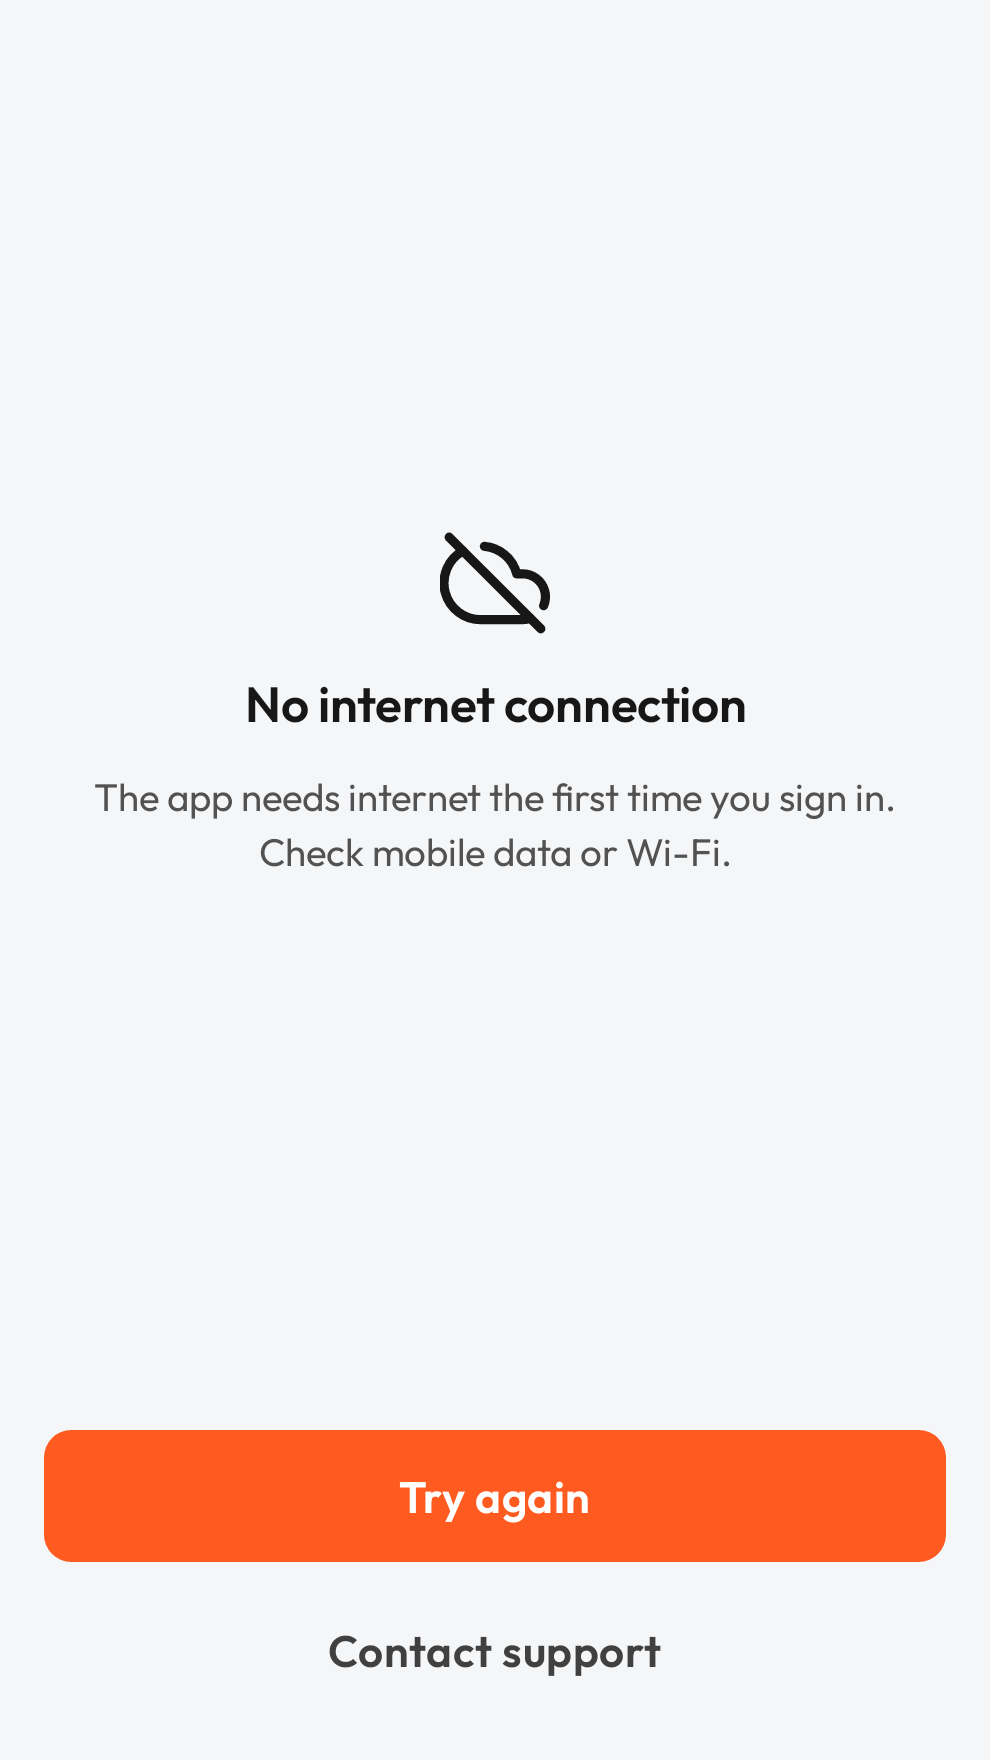 No internet connection
The app needs internet the first time you sign in.
Check mobile data or Wi-Fi.
Try again
Contact support